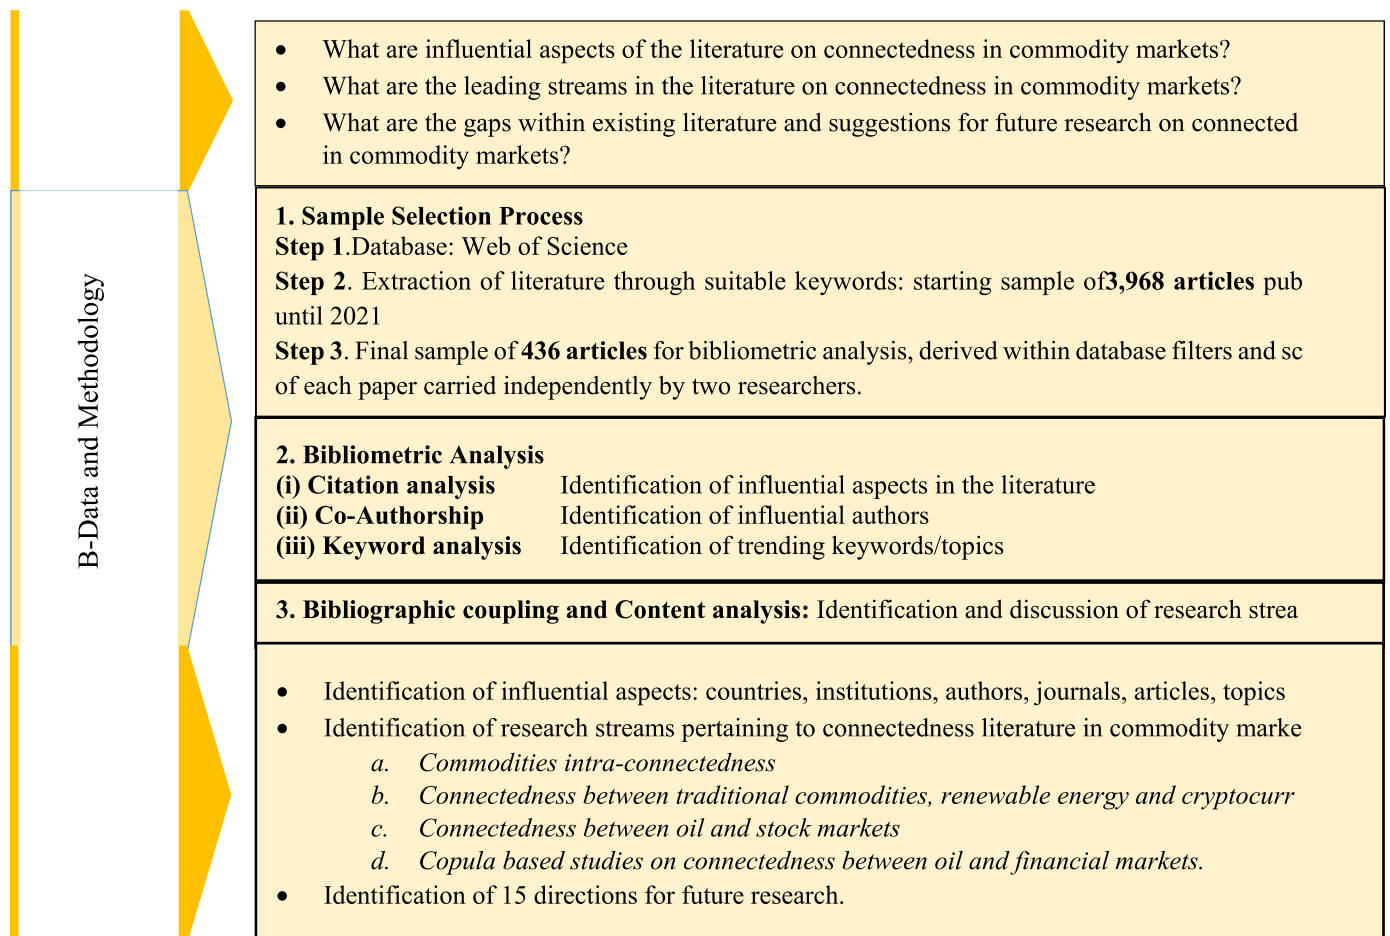 • What are influential aspects of the literature on connectedness in commodity markets?
• What are the leading streams in the literature on connectedness in commodity markets?
• What are the gaps within existing literature and suggestions for future research on connected
in commodity markets?
B-Data and Methodology
1. Sample Selection Process
Step 1.Database: Web of Science
Step 2. Extraction of literature through suitable keywords: starting sample of3,968 articles pub
until 2021
Step 3. Final sample of 436 articles for bibliometric analysis, derived within database filters and sc
of each paper carried independently by two researchers.
2. Bibliometric Analysis
(i) Citation analysis Identification of influential aspects in the literature
(ii) Co-Authorship Identification of influential authors
(iii) Keyword analysis Identification of trending keywords/topics
3. Bibliographic coupling and Content analysis: Identification and discussion of research strea
• Identification of influential aspects: countries, institutions, authors, journals, articles, topics
• Identification of research streams pertaining to connectedness literature in commodity marke
a. Commodities intra-connectedness
b. Connectedness between traditional commodities, renewable energy and cryptocurr
c. Connectedness between oil and stock markets
d. Copula based studies on connectedness between oil and financial markets.
• Identification of 15 directions for future research.